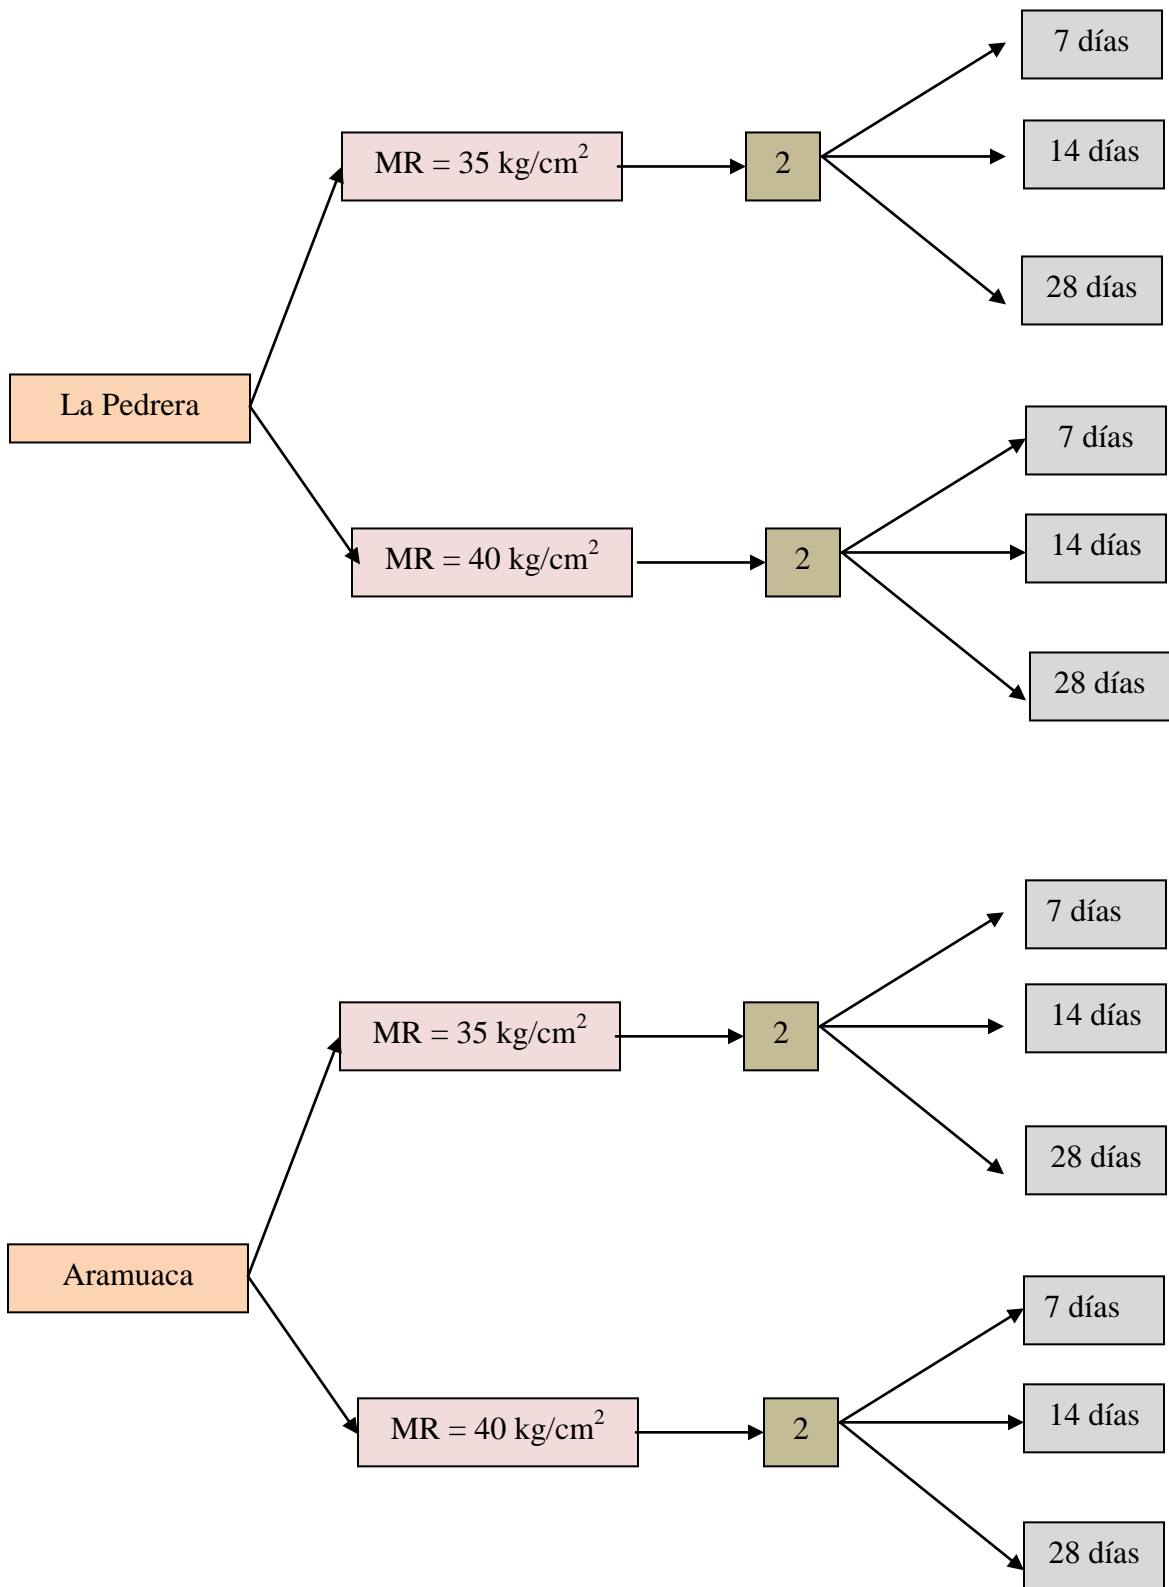 7 días
MR = 35 kg/cm²
2
14 días
28 días
La Pedrera
7 días
MR = 40 kg/cm²
2
14 días
28 días
7 días
MR = 35 kg/cm²
2
14 días
28 días
Aramuaca
7 días
MR = 40 kg/cm²
2
14 días
28 días